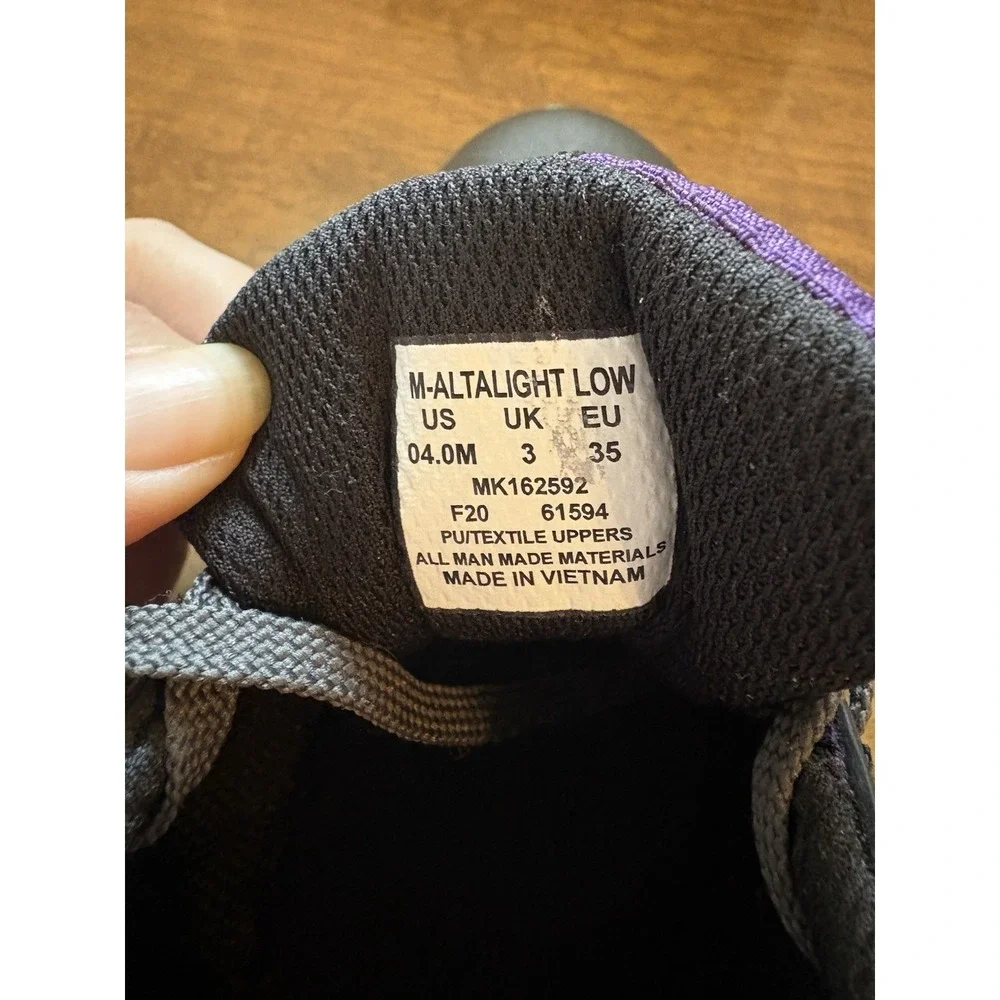 M-ALTALIGHT LOW
US UK EU
04.0M 3 35
MK162592
F20 61594
PU/TEXTILE UPPERS
ALL MAN MADE MATERIALS
MADE IN VIETNAM